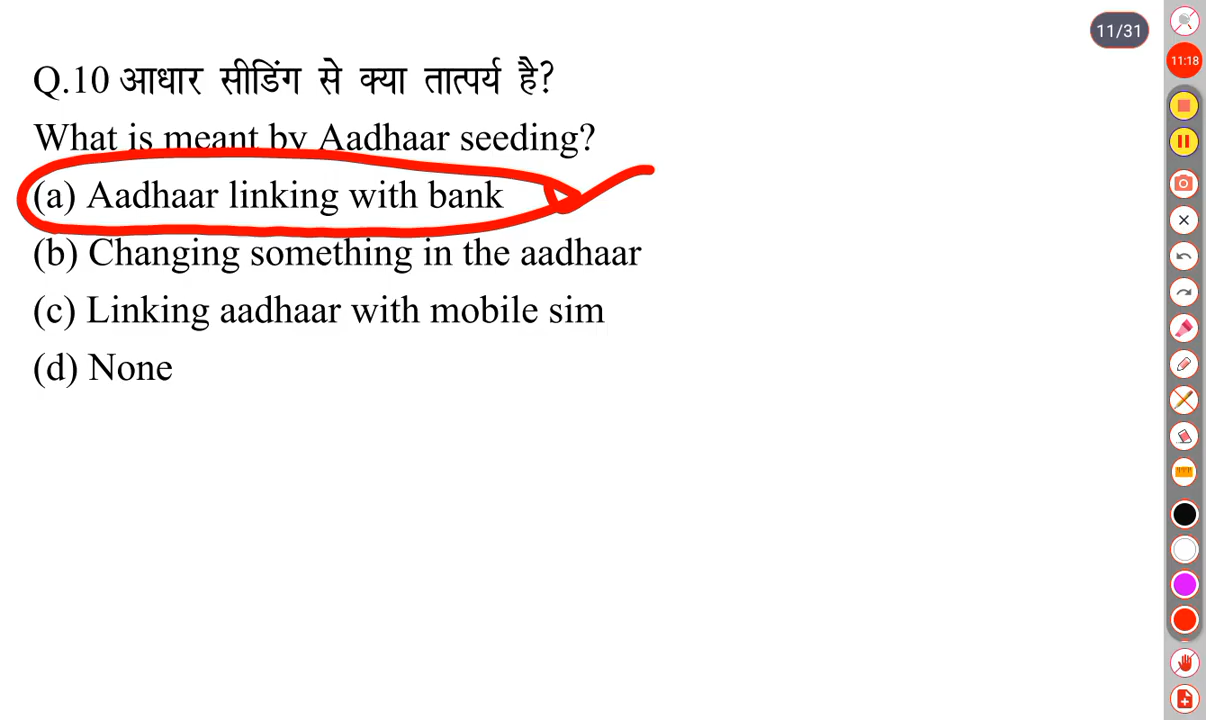 11/31
11:18
Q.10 आधार सीडिंग से क्या तात्पर्य है?
What is meant by Aadhaar seeding?
(a) Aadhaar linking with bank
(b) Changing something in the aadhaar
(c) Linking aadhaar with mobile sim
(d) None